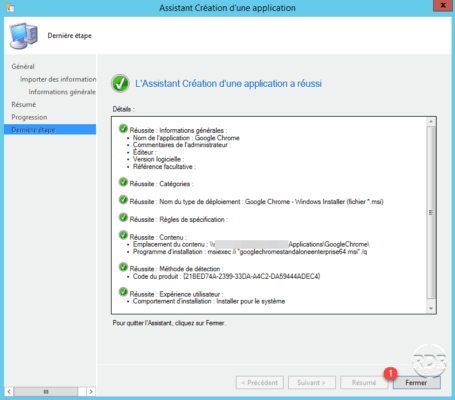 Assistant Création d'une application
x
Dernière étape
Général
Importer des information
Informations générale
Résumé
Progression
Dernière étape
L'Assistant Création d'une application a réussi
Détails :
Réussite : Informations générales :
• Nom de l'application : Google Chrome
• Commentaires de l'administrateur :
• Éditeur :
• Version logicielle :
• Référence facultative :
Réussite : Catégories :
Réussite : Nom du type de déploiement : Google Chrome - Windows Installer (fichier *.msi)
Réussite : Règles de spécification :
Réussite : Contenu :
• Emplacement du contenu : \\s Applications\GoogleChrome\
• Programme d'installation : msiexec /i "googlechromestandaloneenterprise64.msi" /q
Réussite : Méthode de détection :
• Code du produit : {21BED74A-2399-33DA-A4C2-DA59444ADEC4}
Réussite : Expérience utilisateur :
• Comportement d'installation : Installer pour le système
Pour quitter l'Assistant, cliquez sur Fermer.
1
RDR
< Précédent
Suivant >
Résumé
Fermer